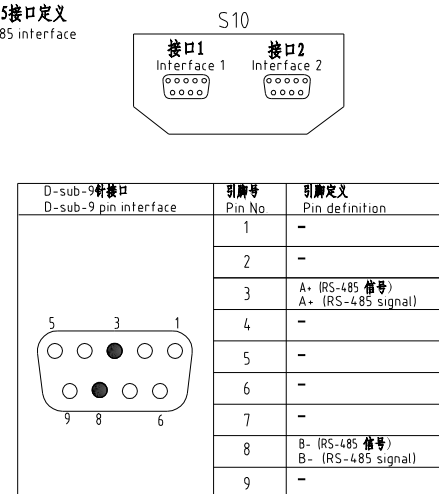 5接口定义
85 interface
S10
接口1
接口2
Interface 1
Interface 2
D-sub-9针接口
D-sub-9 pin interface
引脚号
Pin No.
引脚定义
Pin definition
1 -
2 -
3 A+ (RS-485 信号)
A+ (RS-485 signal)
4 -
5 -
6 -
7 -
8 B- (RS-485 信号)
B- (RS-485 signal)
9 -
5 3 1
9 8 6